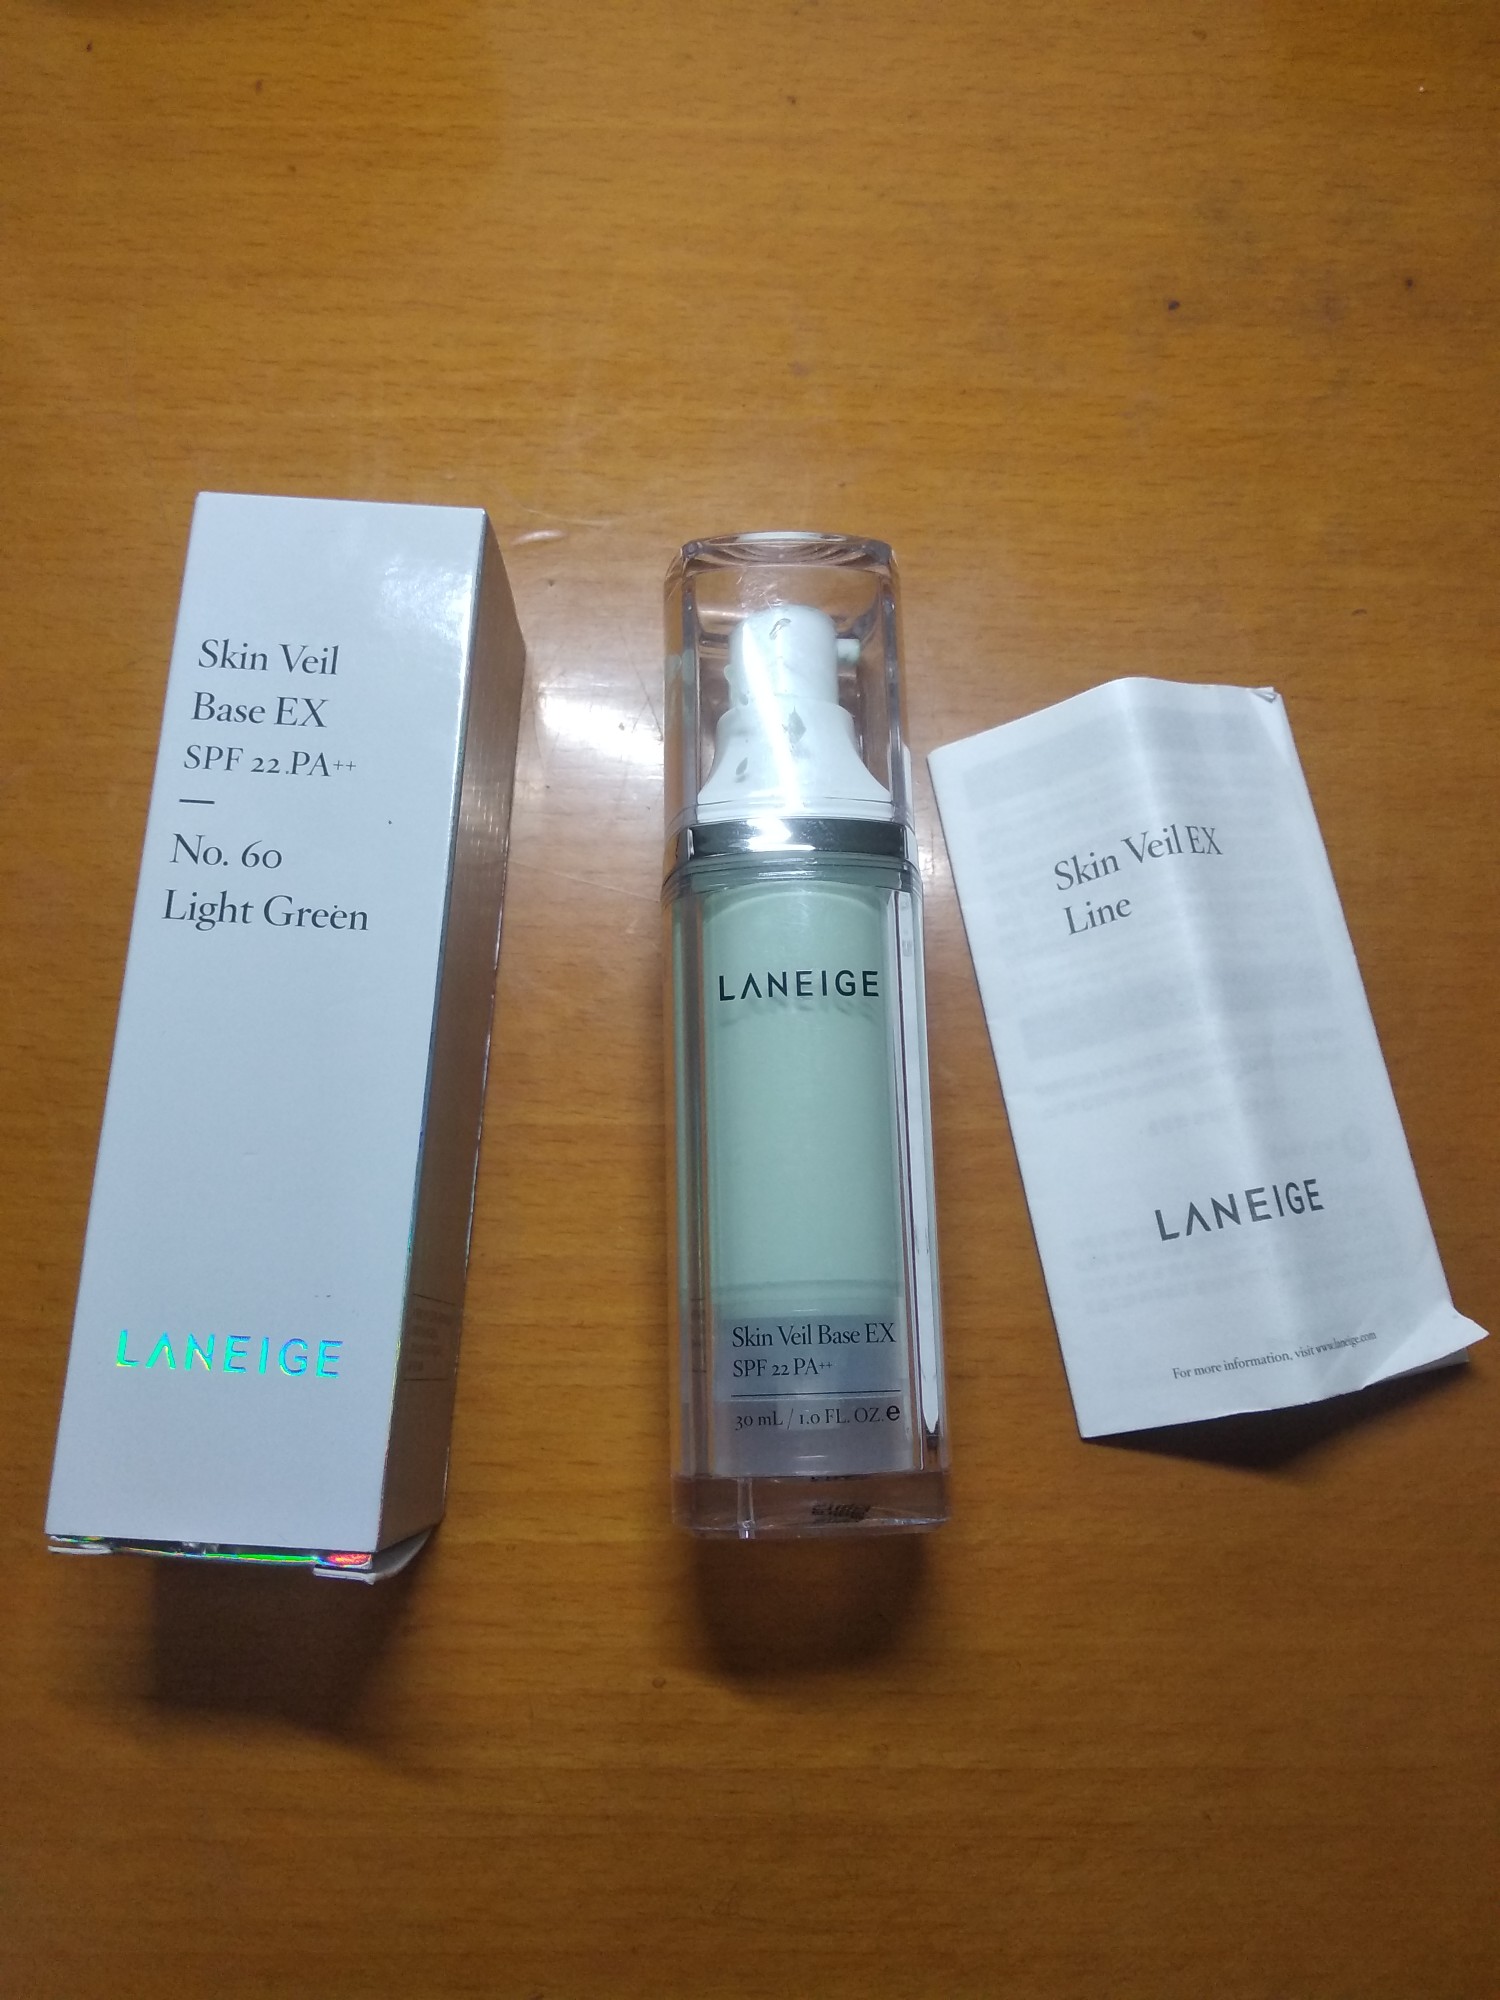 Skin Veil
Base EX
SPF 22 PA++
No. 60
Light Green
LANEIGE
LANEIGE
Skin Veil Base EX
SPF 22 PA++
30 mL / 1.0 FL. OZ. e
Skin Veil EX
Line
LANEIGE
For more information, visit www.laneige.com